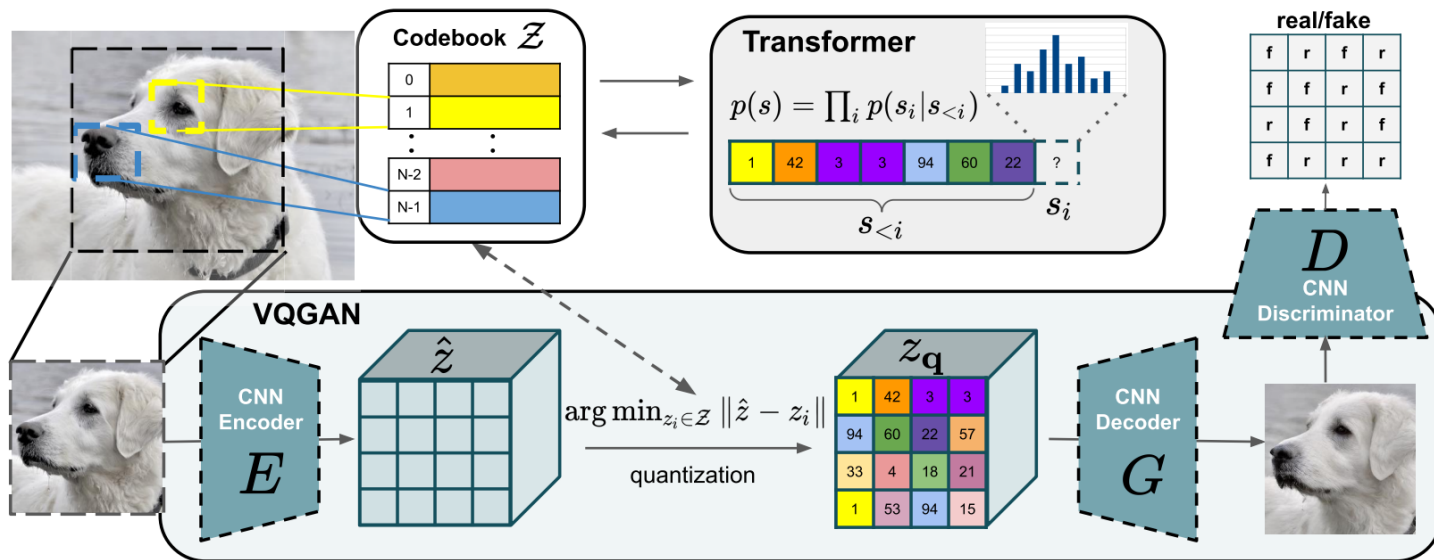 Codebook 𝒵
0
1
⋮ ⋮
N-2
N-1
Transformer
p(s) = ∏ᵢ p(sᵢ|s<ᵢ)
1 42 3 3 94 60 22 ?
s<ᵢ sᵢ
real/fake
f r f r
f f r r
r f r f
f r r r
D
CNN
Discriminator
VQGAN
CNN
Encoder
E
ẑ
arg min_{zᵢ∈𝒵} ‖ẑ − zᵢ‖
quantization
z_𝐪
1 42 3 3
94 60 22 57
33 4 18 21
1 53 94 15
CNN
Decoder
G